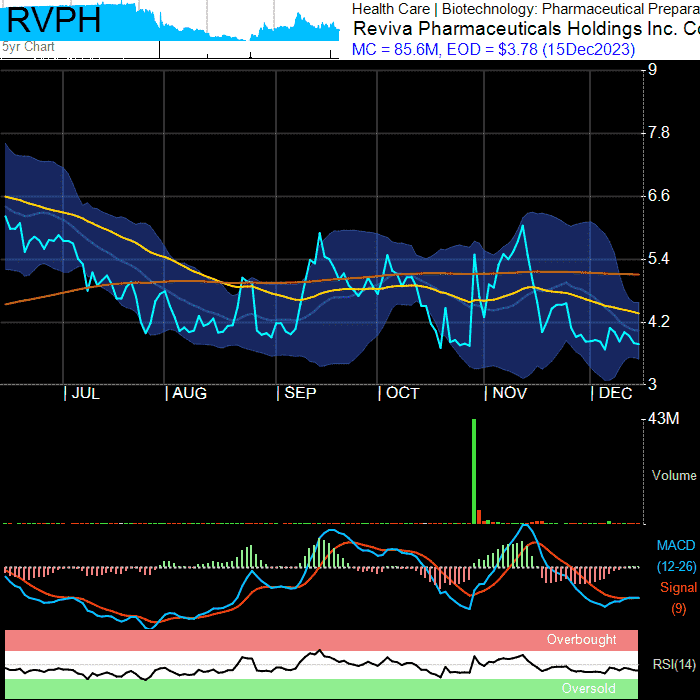 RVPH
5yr Chart
Health Care | Biotechnology: Pharmaceutical Prepara
Reviva Pharmaceuticals Holdings Inc. Co
MC = 85.6M, EOD = $3.78 (15Dec2023)
9
7.8
6.6
5.4
4.2
3
| JUL | AUG | SEP | OCT | NOV | DEC
43M
Volume
MACD
(12-26)
Signal
(9)
Overbought
RSI(14)
Oversold